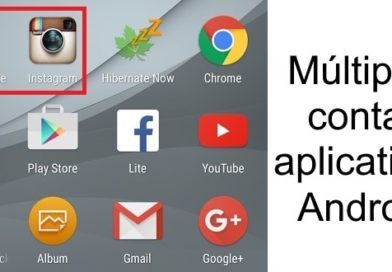 Instagram Hibernate Now Chrome
Play Store Lite YouTube
Album Gmail Google+
Múltip
conta
aplicati
Andro